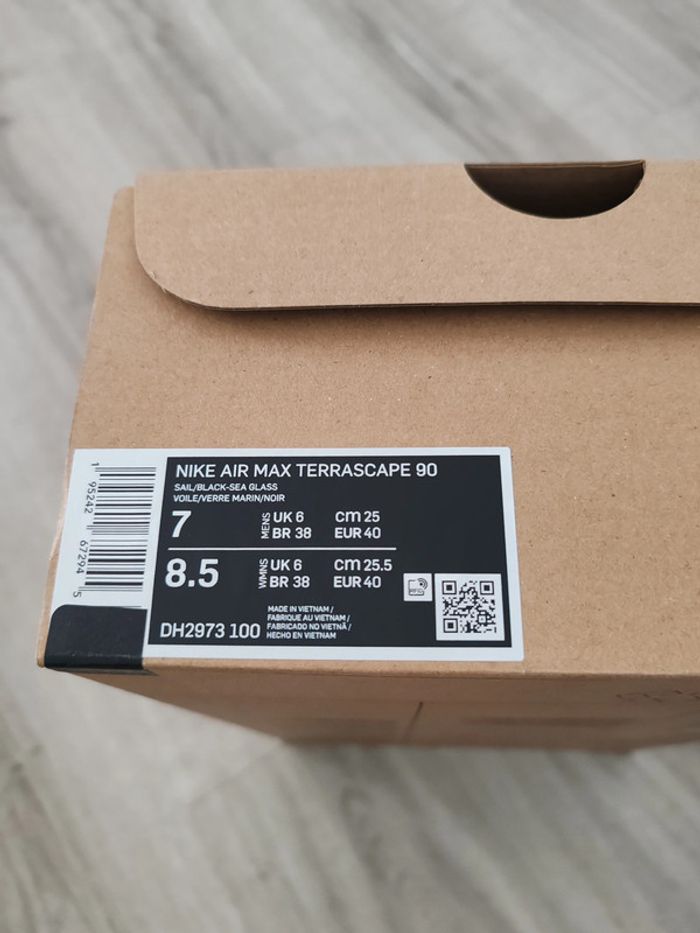 NIKE AIR MAX TERRASCAPE 90
SAIL/BLACK-SEA GLASS
VOILE/VERRE MARIN/NOIR
7 MENS UK 6 cm 25
BR 38 EUR 40
8.5 WMNS UK 6 cm 25.5
BR 38 EUR 40
DH2973 100
MADE IN VIETNAM /
FABRIQUE AU VIETNAM /
FABRICADO NO VIETNÃ /
HECHO EN VIETNAM
1 95242 67294 5